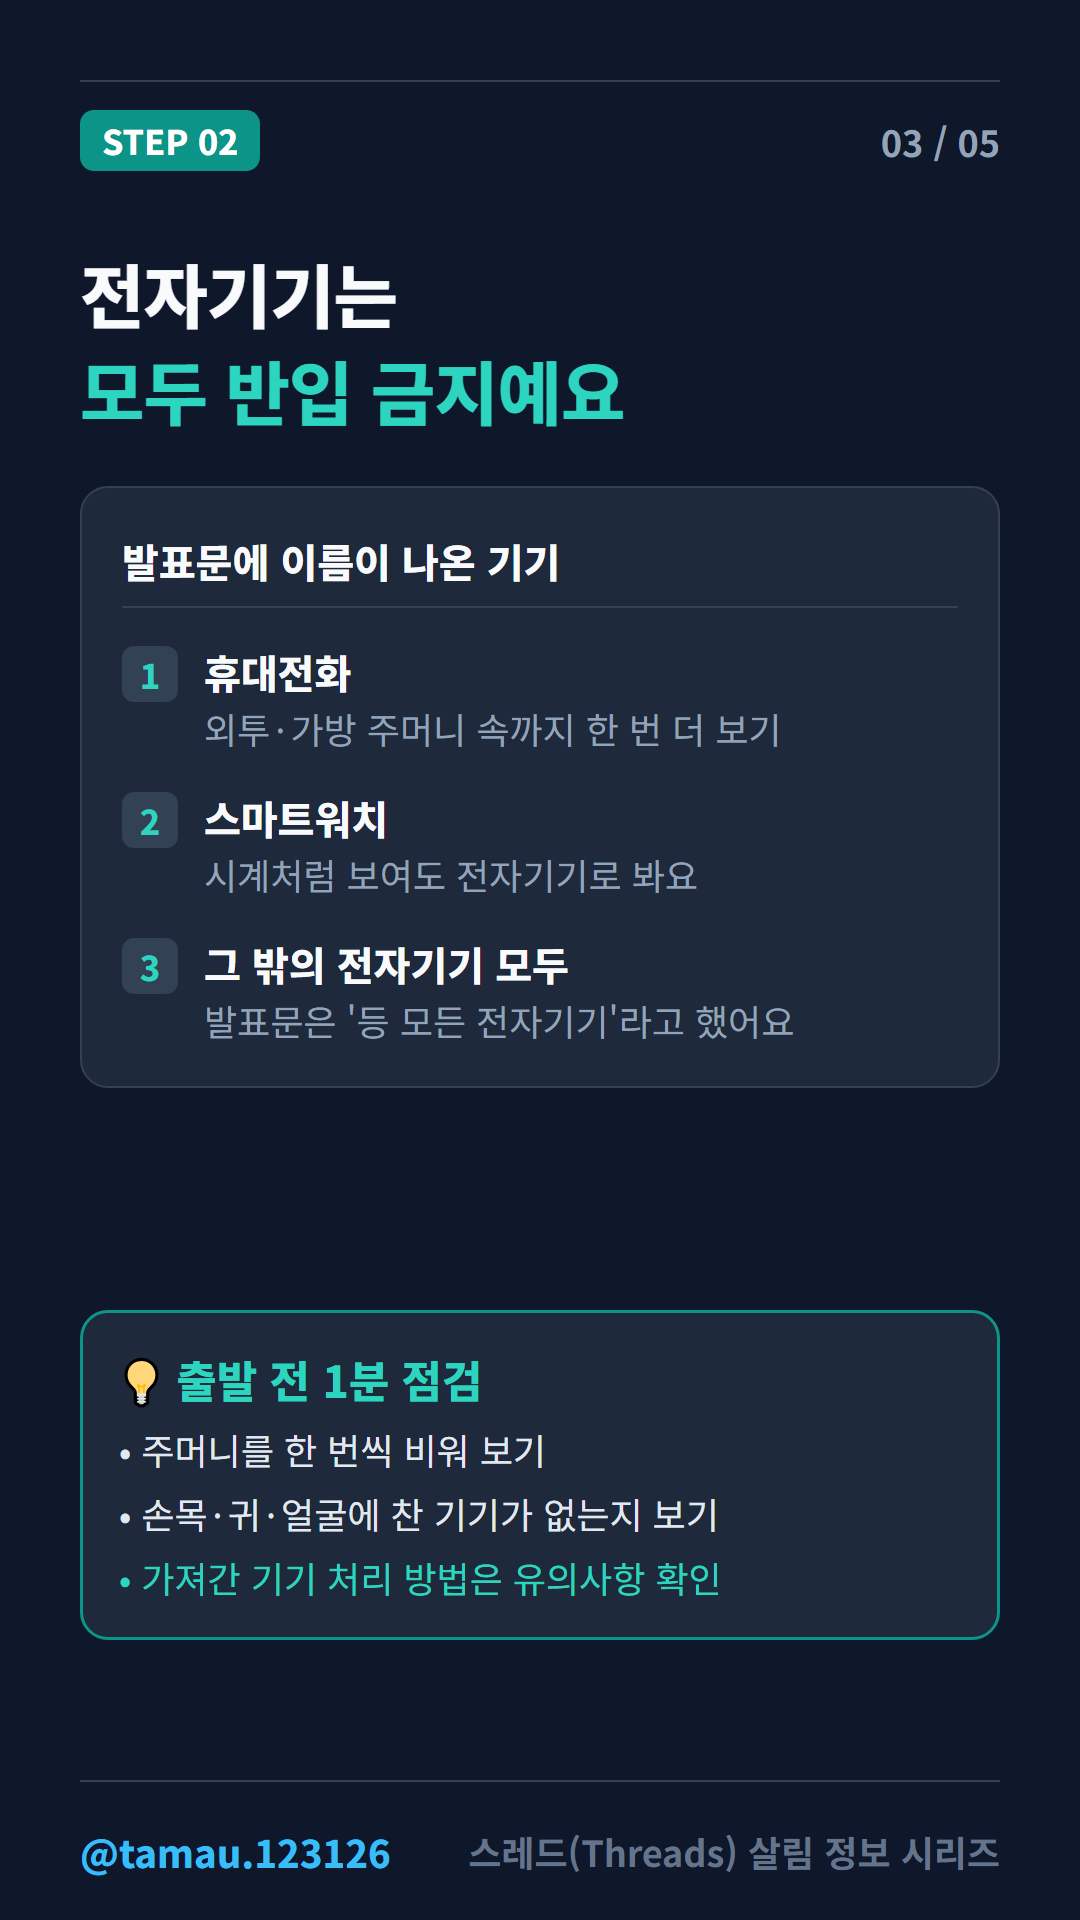 STEP 02
03 / 05
전자기기는
모두 반입 금지예요
발표문에 이름이 나온 기기
1 휴대전화
외투·가방 주머니 속까지 한 번 더 보기
2 스마트워치
시계처럼 보여도 전자기기로 봐요
3 그 밖의 전자기기 모두
발표문은 '등 모든 전자기기'라고 했어요
💡 출발 전 1분 점검
• 주머니를 한 번씩 비워 보기
• 손목·귀·얼굴에 찬 기기가 없는지 보기
• 가져간 기기 처리 방법은 유의사항 확인
@tamau.123126
스레드(Threads) 살림 정보 시리즈